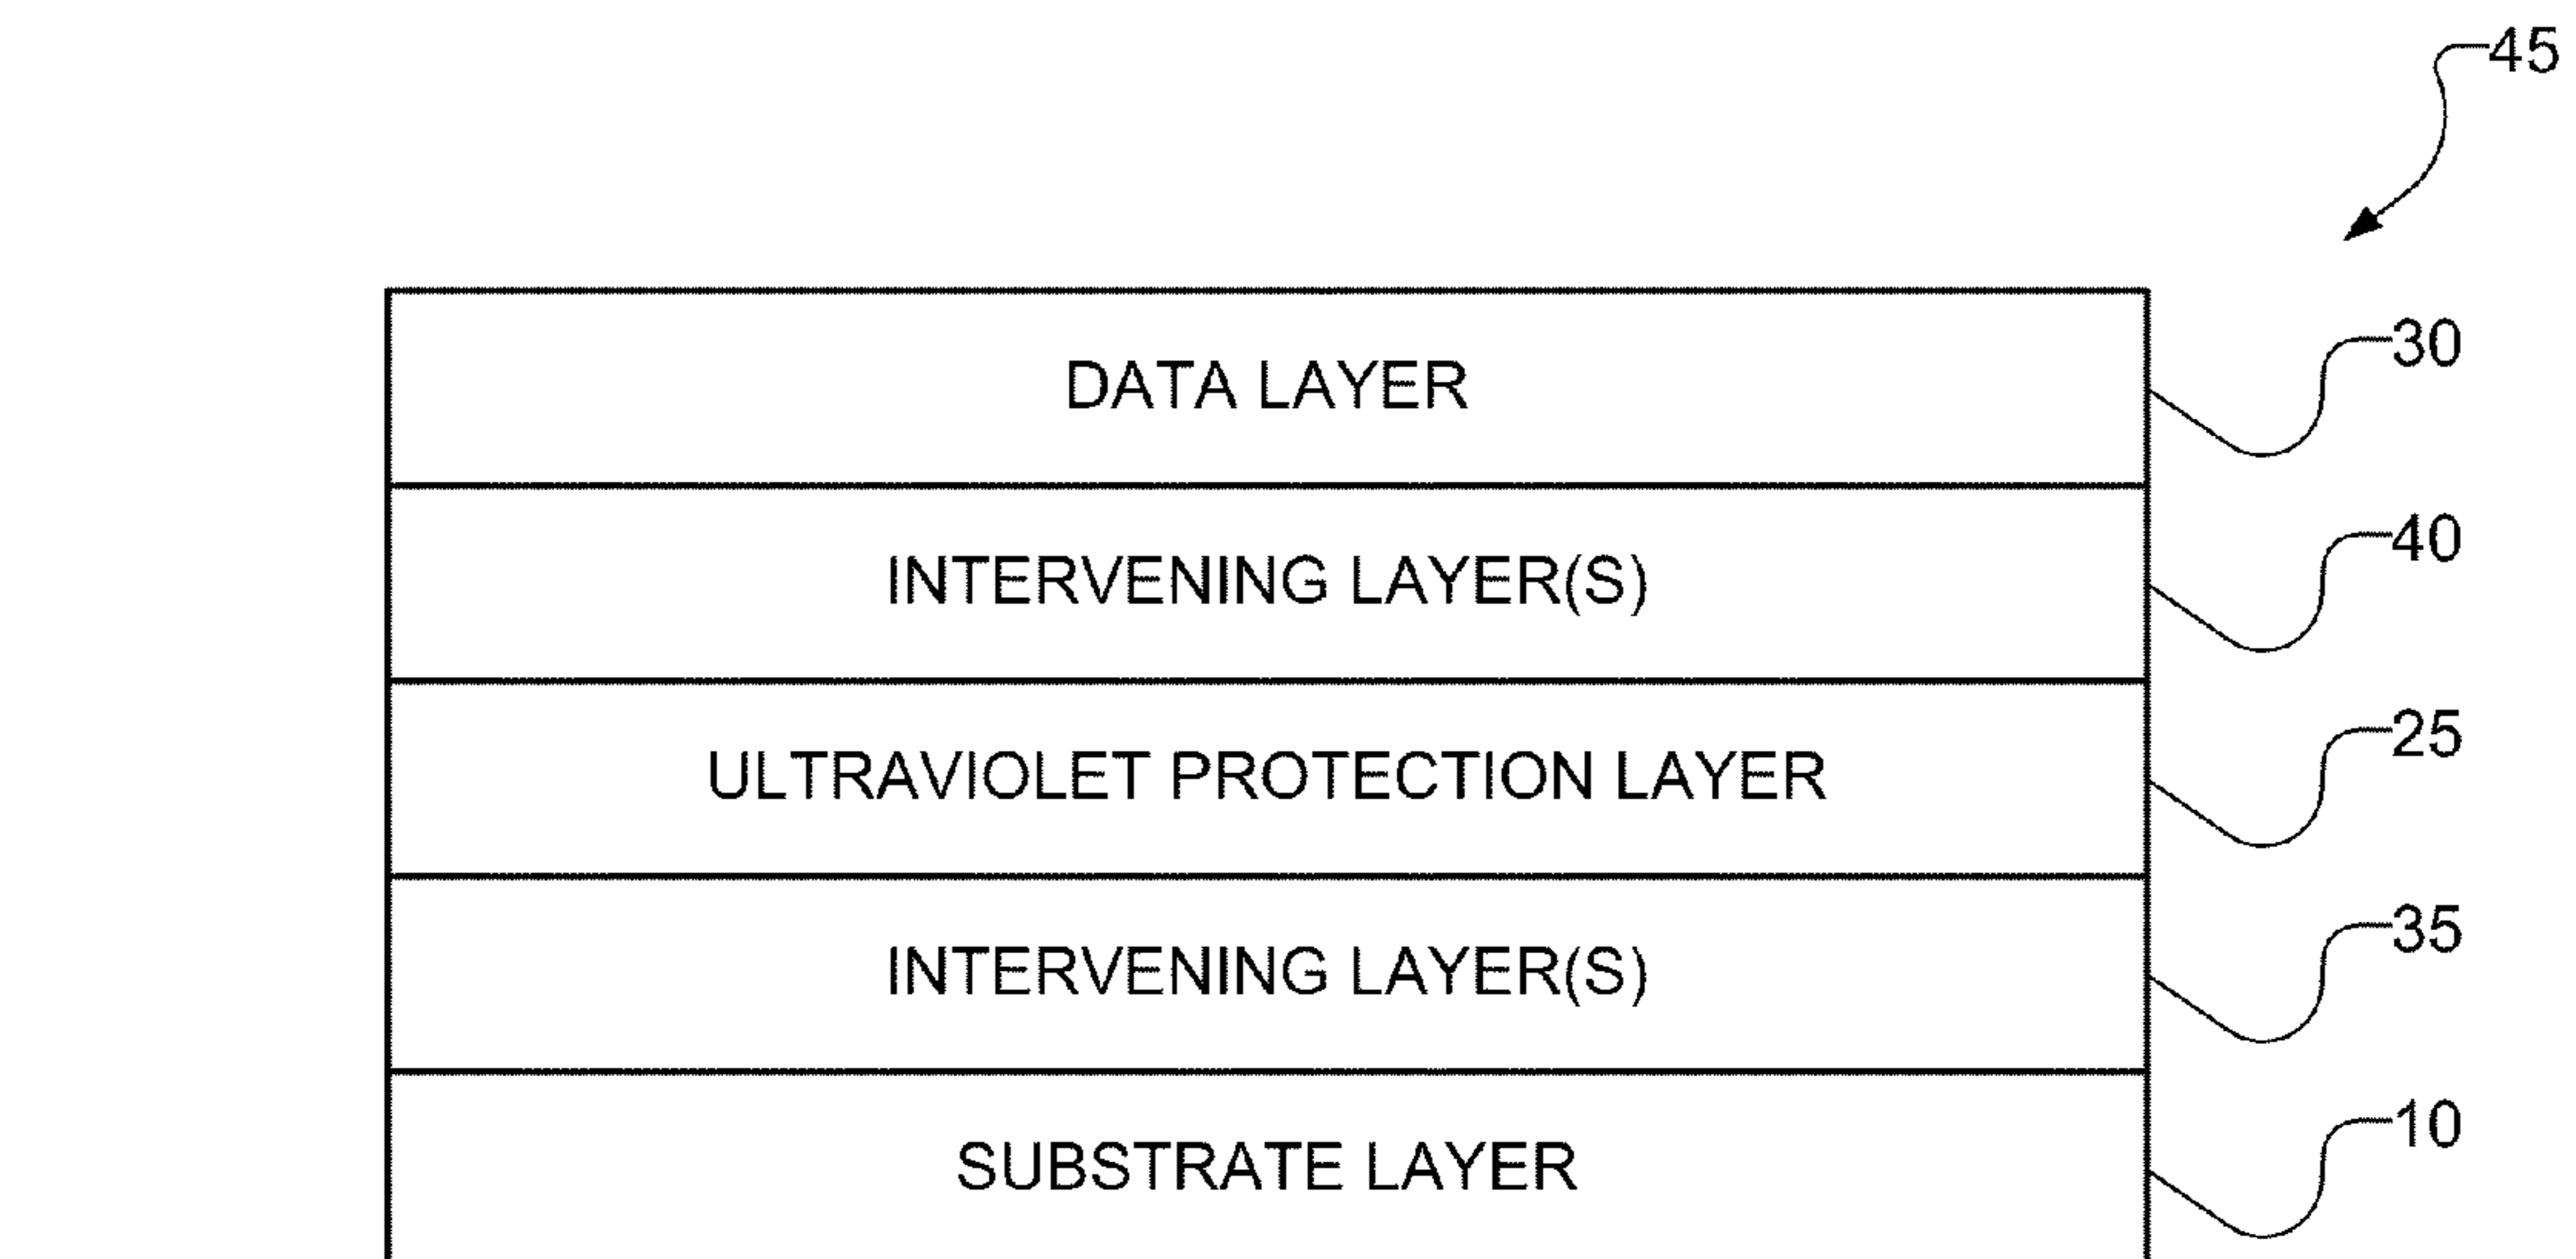 45
DATA LAYER 30
INTERVENING LAYER(S) 40
ULTRAVIOLET PROTECTION LAYER 25
INTERVENING LAYER(S) 35
SUBSTRATE LAYER 10